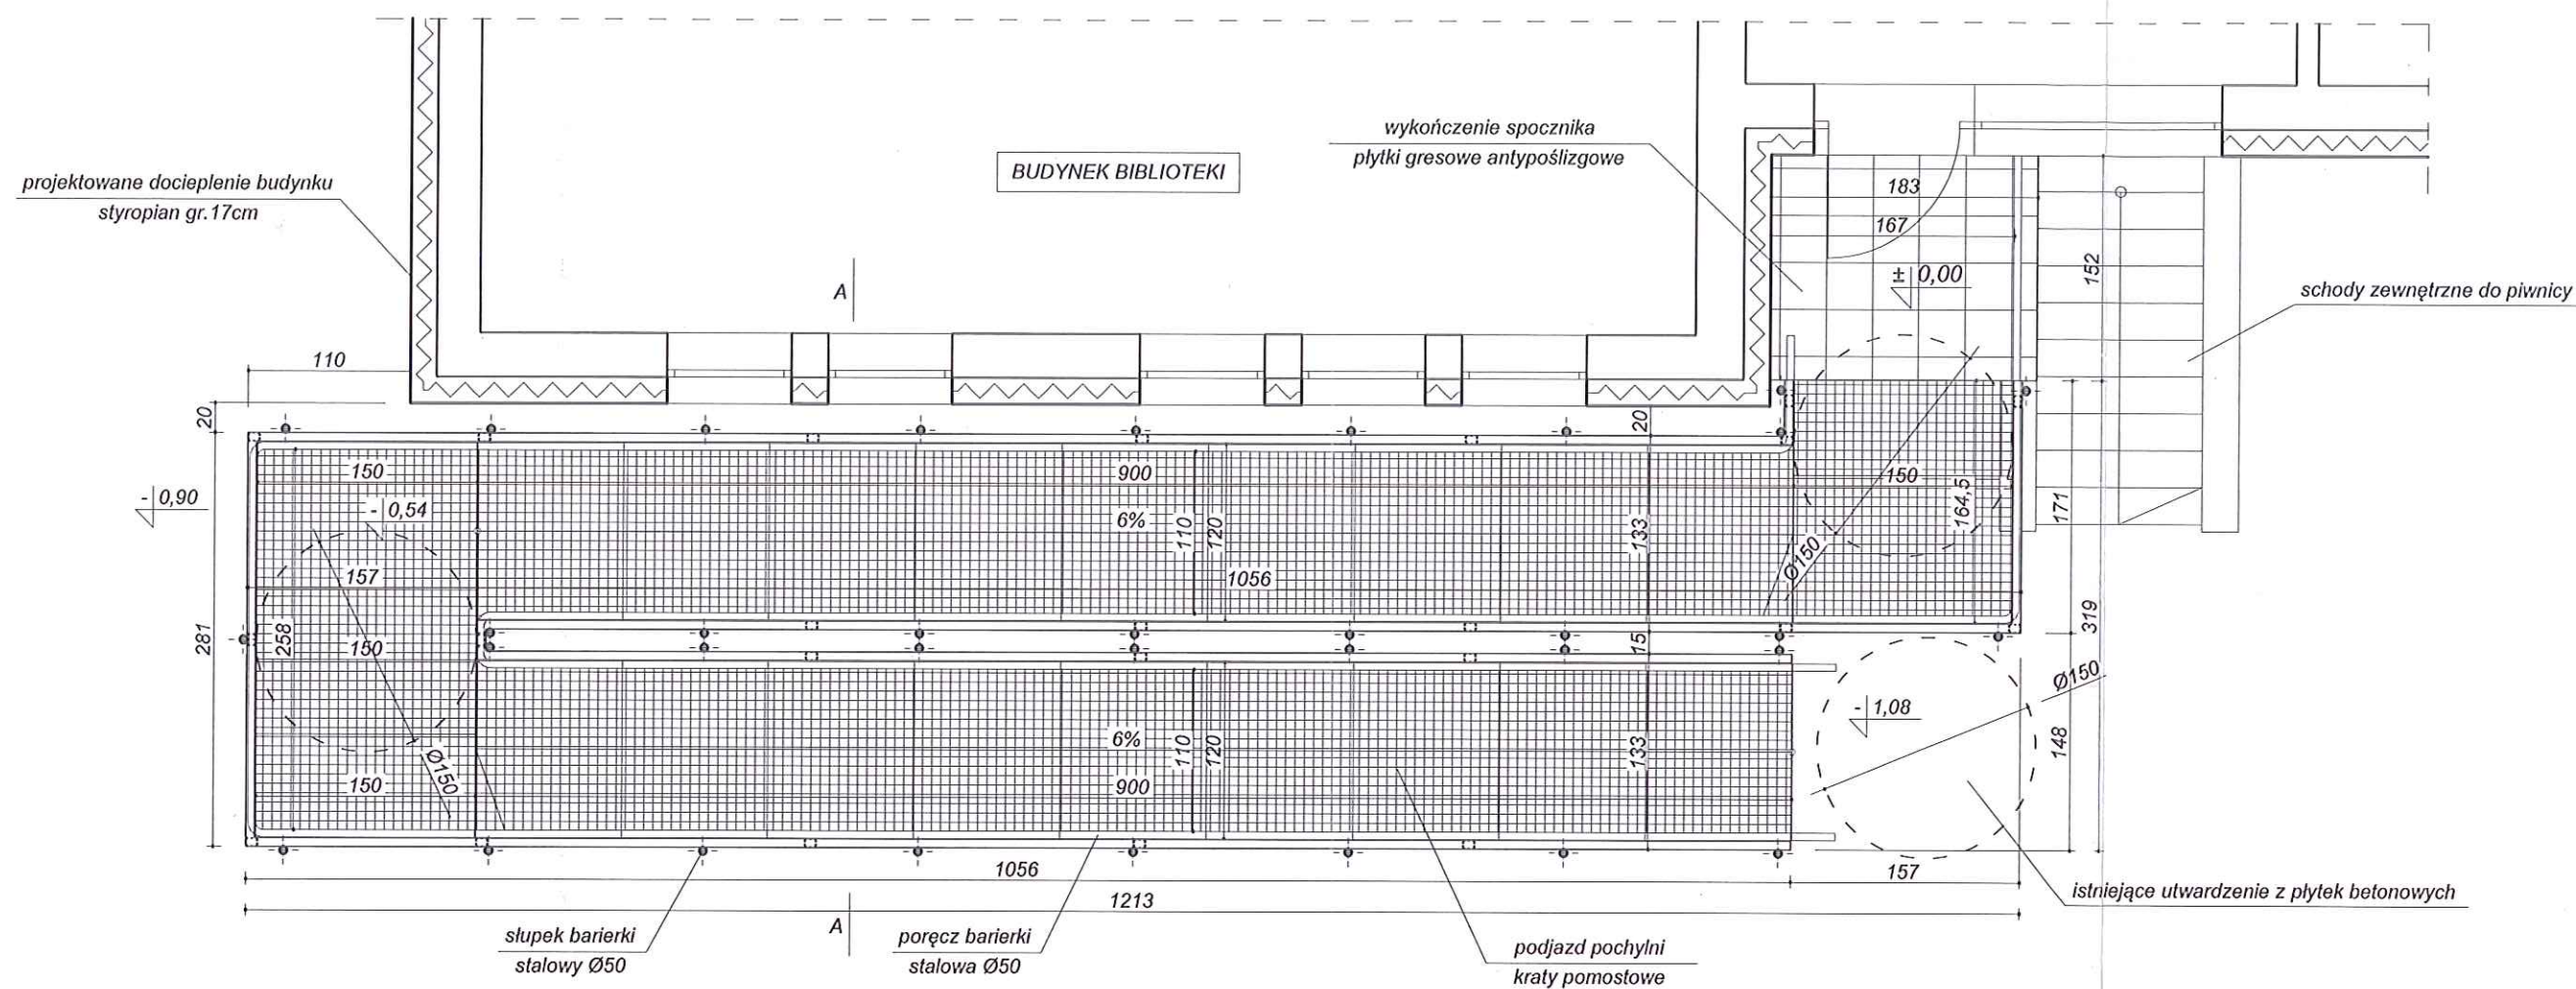 wykończenie spocznika
płytki gresowe antypoślizgowe
BUDYNEK BIBLIOTEKI
projektowane docieplenie budynku
styropian gr.17cm
183
167
± 0,00
152
schody zewnętrzne do piwnicy
A
110
20
20
- 0,90
150
- 0,54
900
6%
110
120
133
150
164,5
171
Ø150
157
1056
281
258
150
15
319
Ø150
- 1,08
148
6%
110
120
133
150
Ø150
900
1056
157
1213
istniejące utwardzenie z płytek betonowych
A
słupek barierki
stalowy Ø50
poręcz barierki
stalowa Ø50
podjazd pochylni
kraty pomostowe